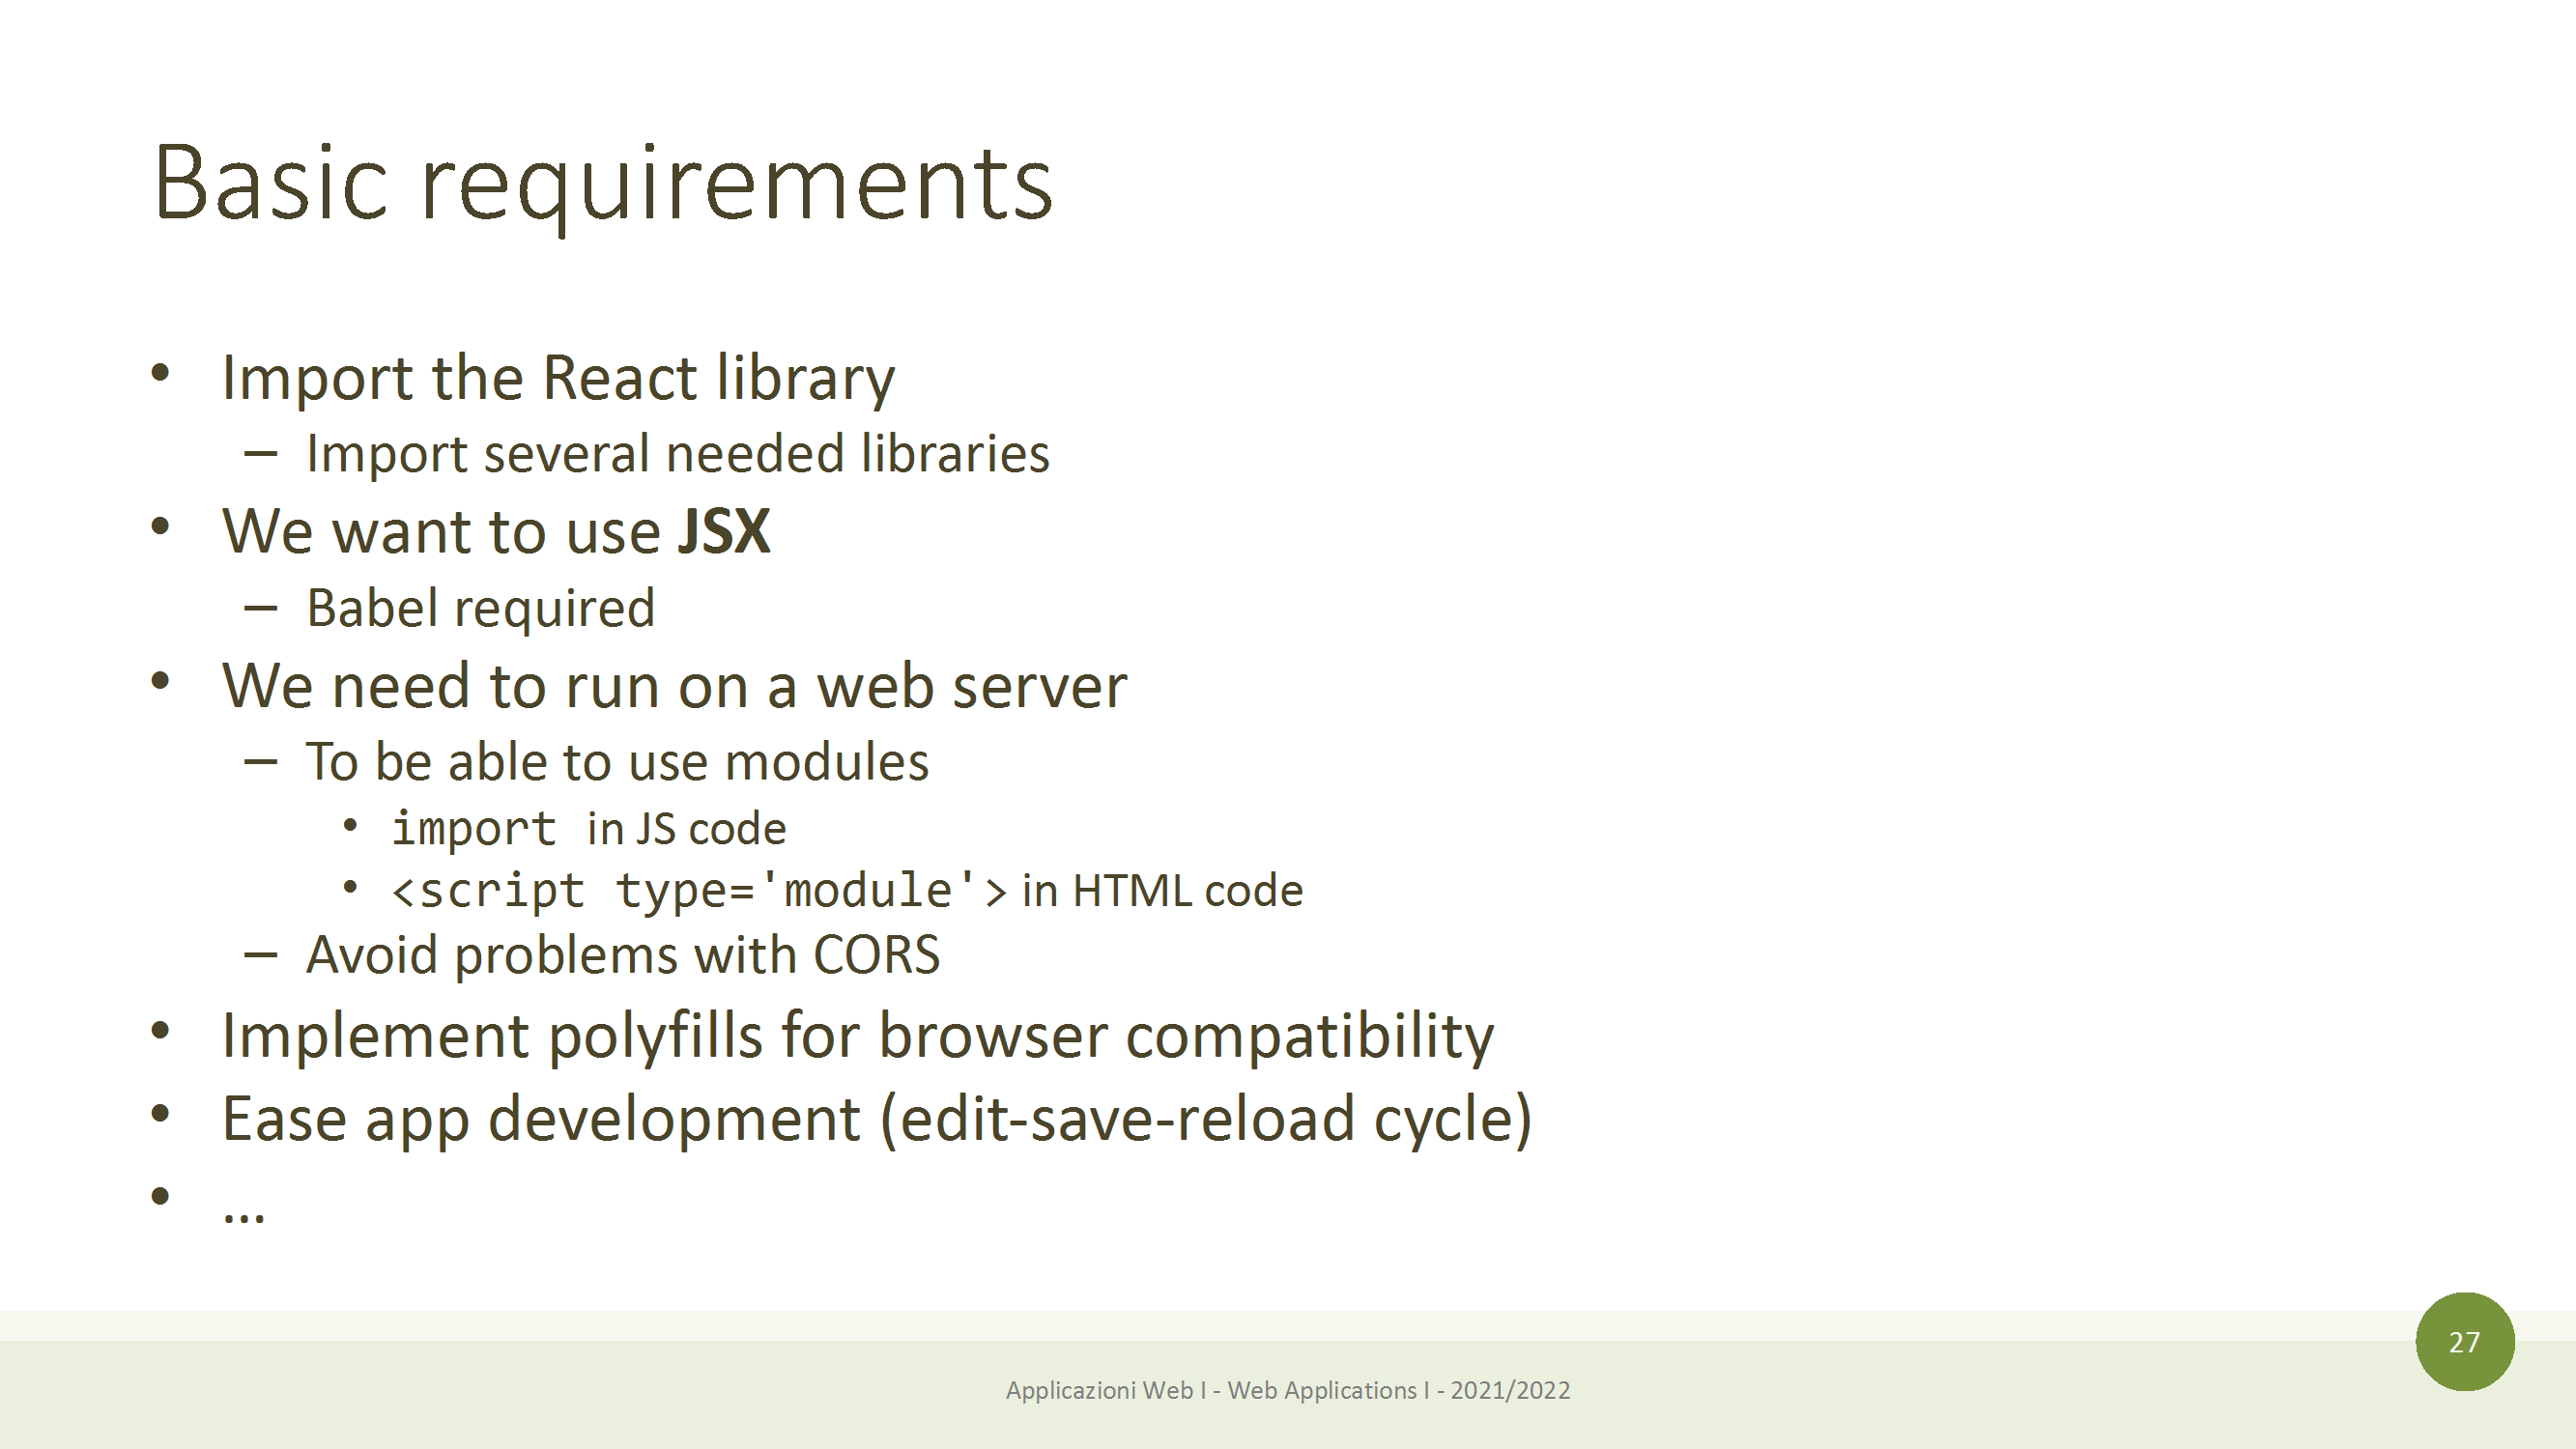 Basic requirements
• Import the React library
– Import several needed libraries
• We want to use JSX
– Babel required
• We need to run on a web server
– To be able to use modules
• import in JS code
• <script type='module'> in HTML code
– Avoid problems with CORS
• Implement polyfills for browser compatibility
• Ease app development (edit-save-reload cycle)
• …
27
Applicazioni Web I - Web Applications I - 2021/2022